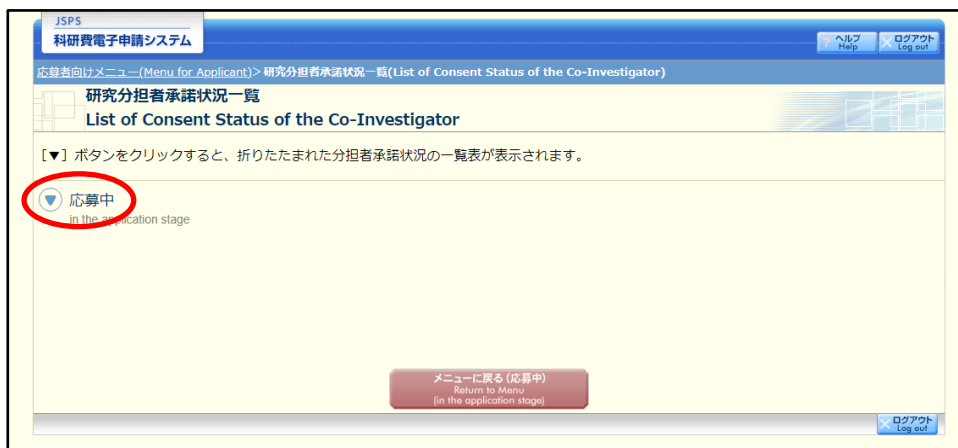 JSPS
科研費電子申請システム
? ヘルプ
Help
ログアウト
Log out
応募者向けメニュー(Menu for Applicant)> 研究分担者承諾状況一覧(List of Consent Status of the Co-Investigator)
研究分担者承諾状況一覧
List of Consent Status of the Co-Investigator
[▼] ボタンをクリックすると、折りたたまれた分担者承諾状況の一覧表が表示されます。
▼ 応募中
in the application stage
メニューに戻る (応募中)
Return to Menu
(in the application stage)
ログアウト
Log out